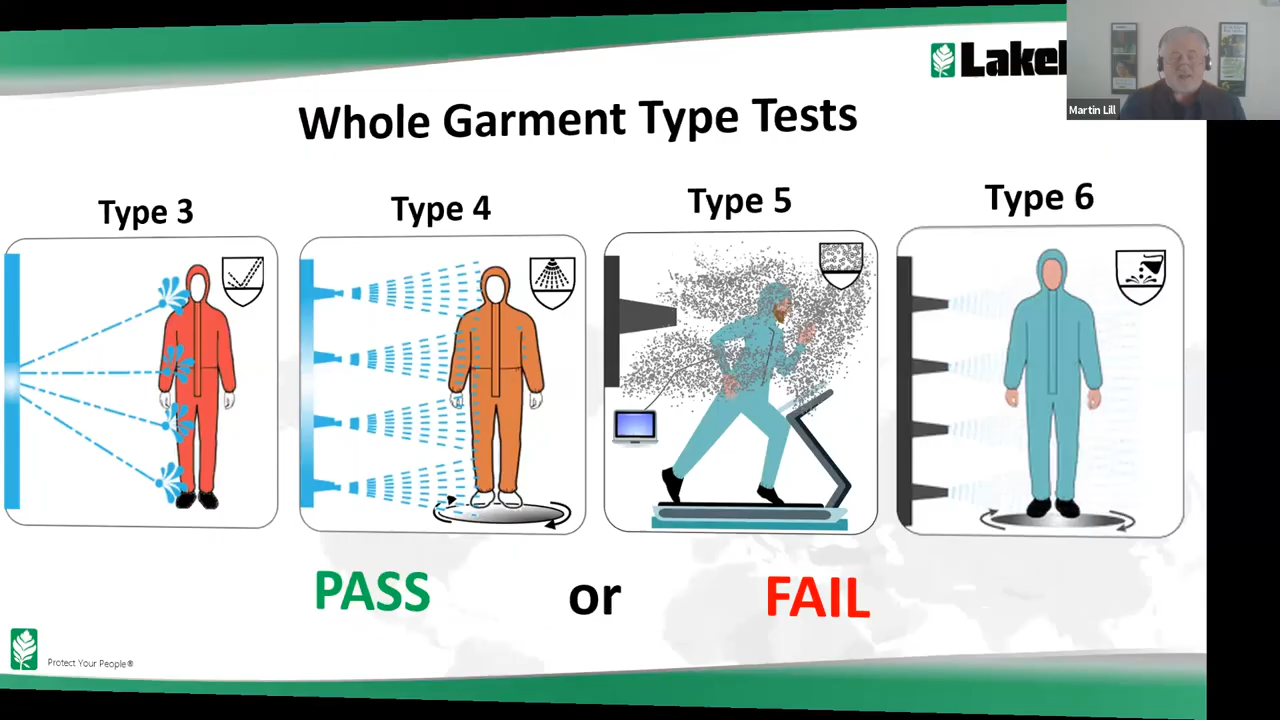 Lakel
Martin Lill
Whole Garment Type Tests
Type 3
Type 4
Type 5
Type 6
PASS or FAIL
Protect Your People®